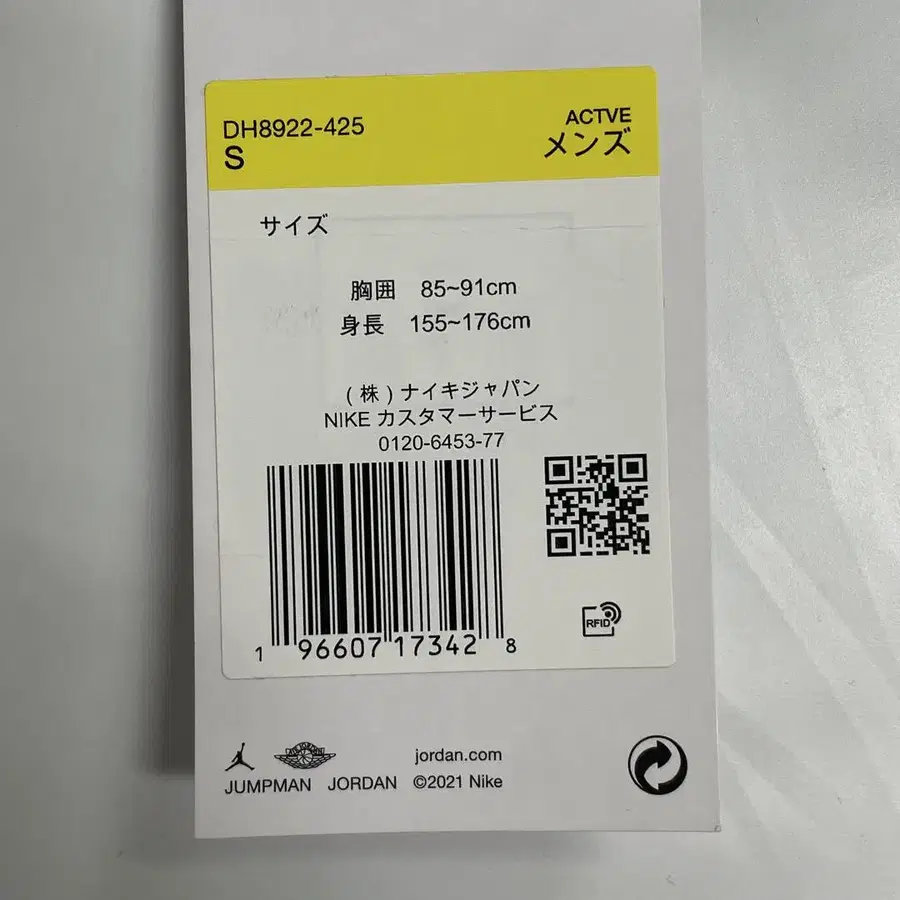 DH8922-425
S
ACTVE
メンズ
サイズ
胸囲 85~91cm
身長 155~176cm
(株)ナイキジャパン
NIKE カスタマーサービス
0120-6453-77
1 96607 17342 8
RFID
jordan.com
JUMPMAN JORDAN ©2021 Nike